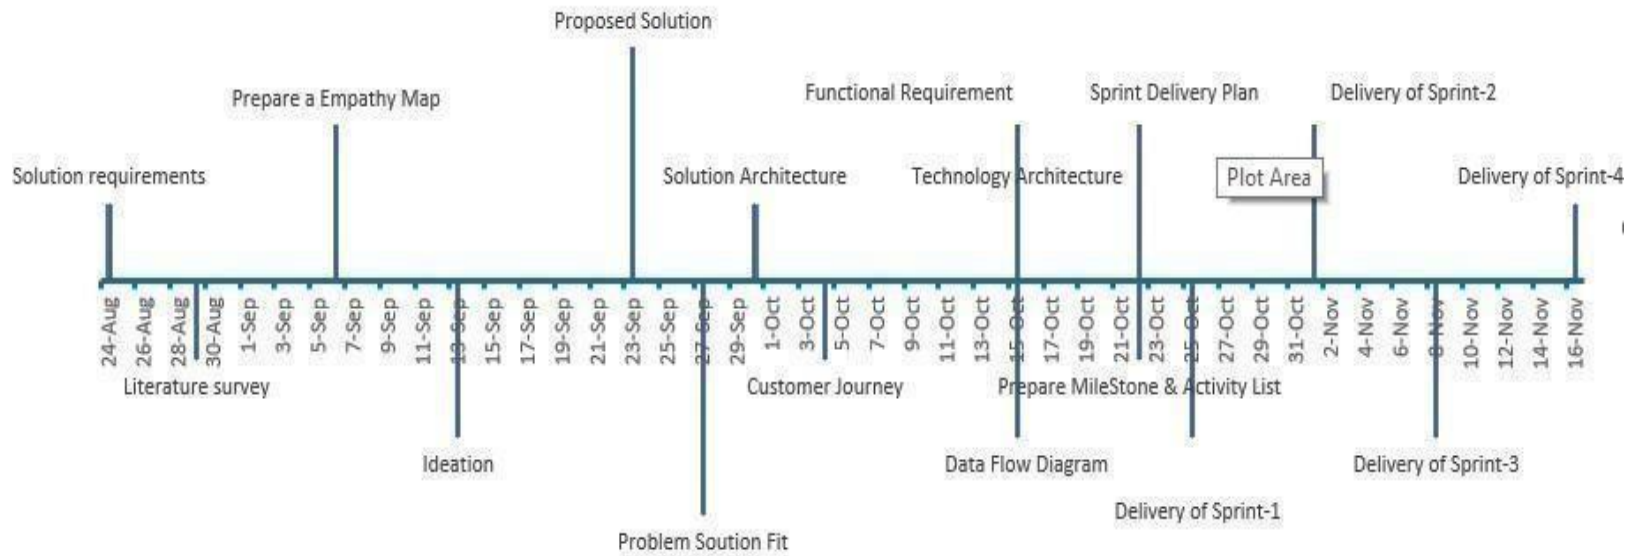 Proposed Solution
Prepare a Empathy Map
Functional Requirement
Sprint Delivery Plan
Delivery of Sprint-2
Solution requirements
Solution Architecture
Technology Architecture
Plot Area
Delivery of Sprint-4
24-Aug
26-Aug
28-Aug
30-Aug
1-Sep
3-Sep
5-Sep
7-Sep
9-Sep
11-Sep
13-Sep
15-Sep
17-Sep
19-Sep
21-Sep
23-Sep
25-Sep
27-Sep
29-Sep
1-Oct
3-Oct
5-Oct
7-Oct
9-Oct
11-Oct
13-Oct
15-Oct
17-Oct
19-Oct
21-Oct
23-Oct
25-Oct
27-Oct
29-Oct
31-Oct
2-Nov
4-Nov
6-Nov
8-Nov
10-Nov
12-Nov
14-Nov
16-Nov
Literature survey
Customer Journey
Prepare MileStone & Activity List
Ideation
Data Flow Diagram
Delivery of Sprint-3
Delivery of Sprint-1
Problem Soution Fit